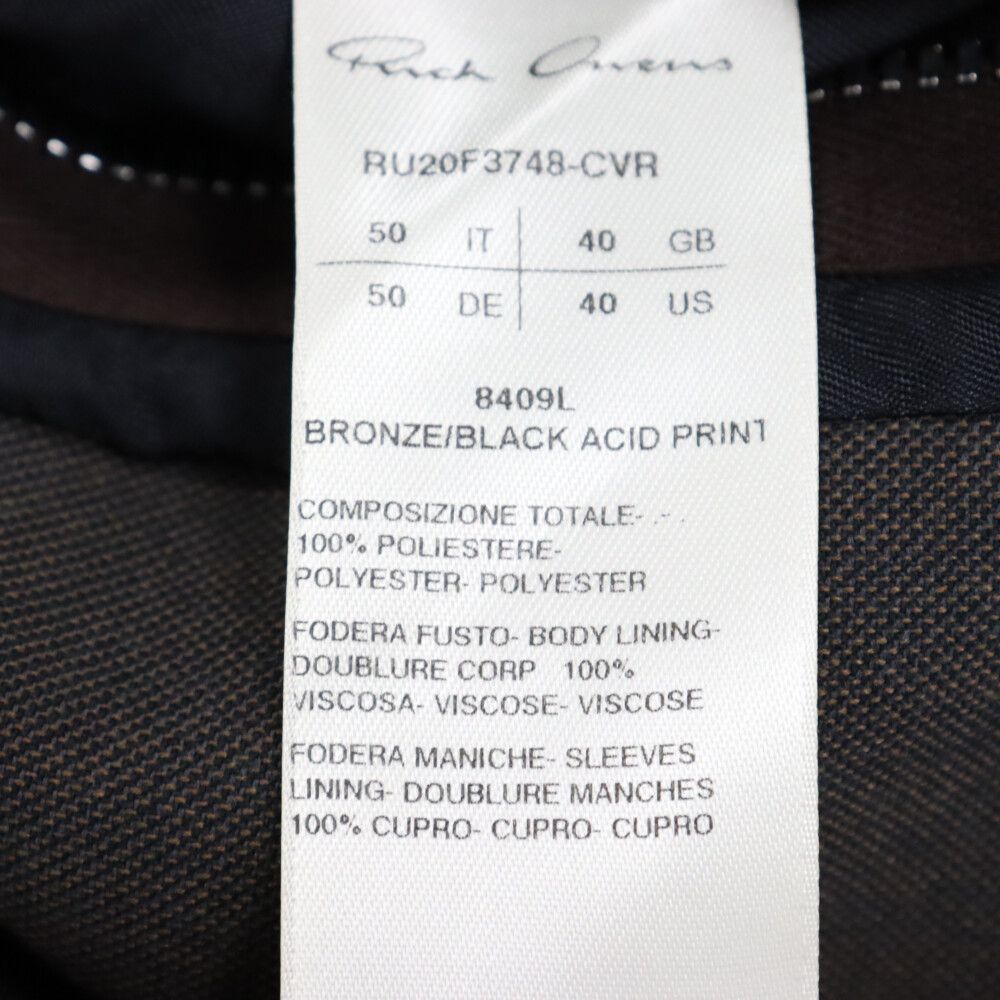 Rick Owens
RU20F3748-CVR
50 IT 40 GB
50 DE 40 US
8409L
BRONZE/BLACK ACID PRINT
COMPOSIZIONE TOTALE- .-.
100% POLIESTERE-
POLYESTER- POLYESTER
FODERA FUSTO- BODY LINING-
DOUBLURE CORP 100%
VISCOSA- VISCOSE- VISCOSE
FODERA MANICHE- SLEEVES
LINING- DOUBLURE MANCHES
100% CUPRO- CUPRO- CUPRO